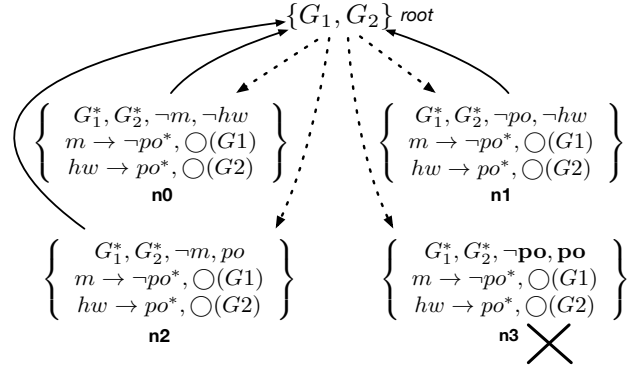 {G₁, G₂} root
G₁*, G₂*, ¬m, ¬hw
m → ¬po*, ◯(G1)
hw → po*, ◯(G2)
n0
G₁*, G₂*, ¬po, ¬hw
m → ¬po*, ◯(G1)
hw → po*, ◯(G2)
n1
G₁*, G₂*, ¬m, po
m → ¬po*, ◯(G1)
hw → po*, ◯(G2)
n2
G₁*, G₂*, ¬po, po
m → ¬po*, ◯(G1)
hw → po*, ◯(G2)
n3